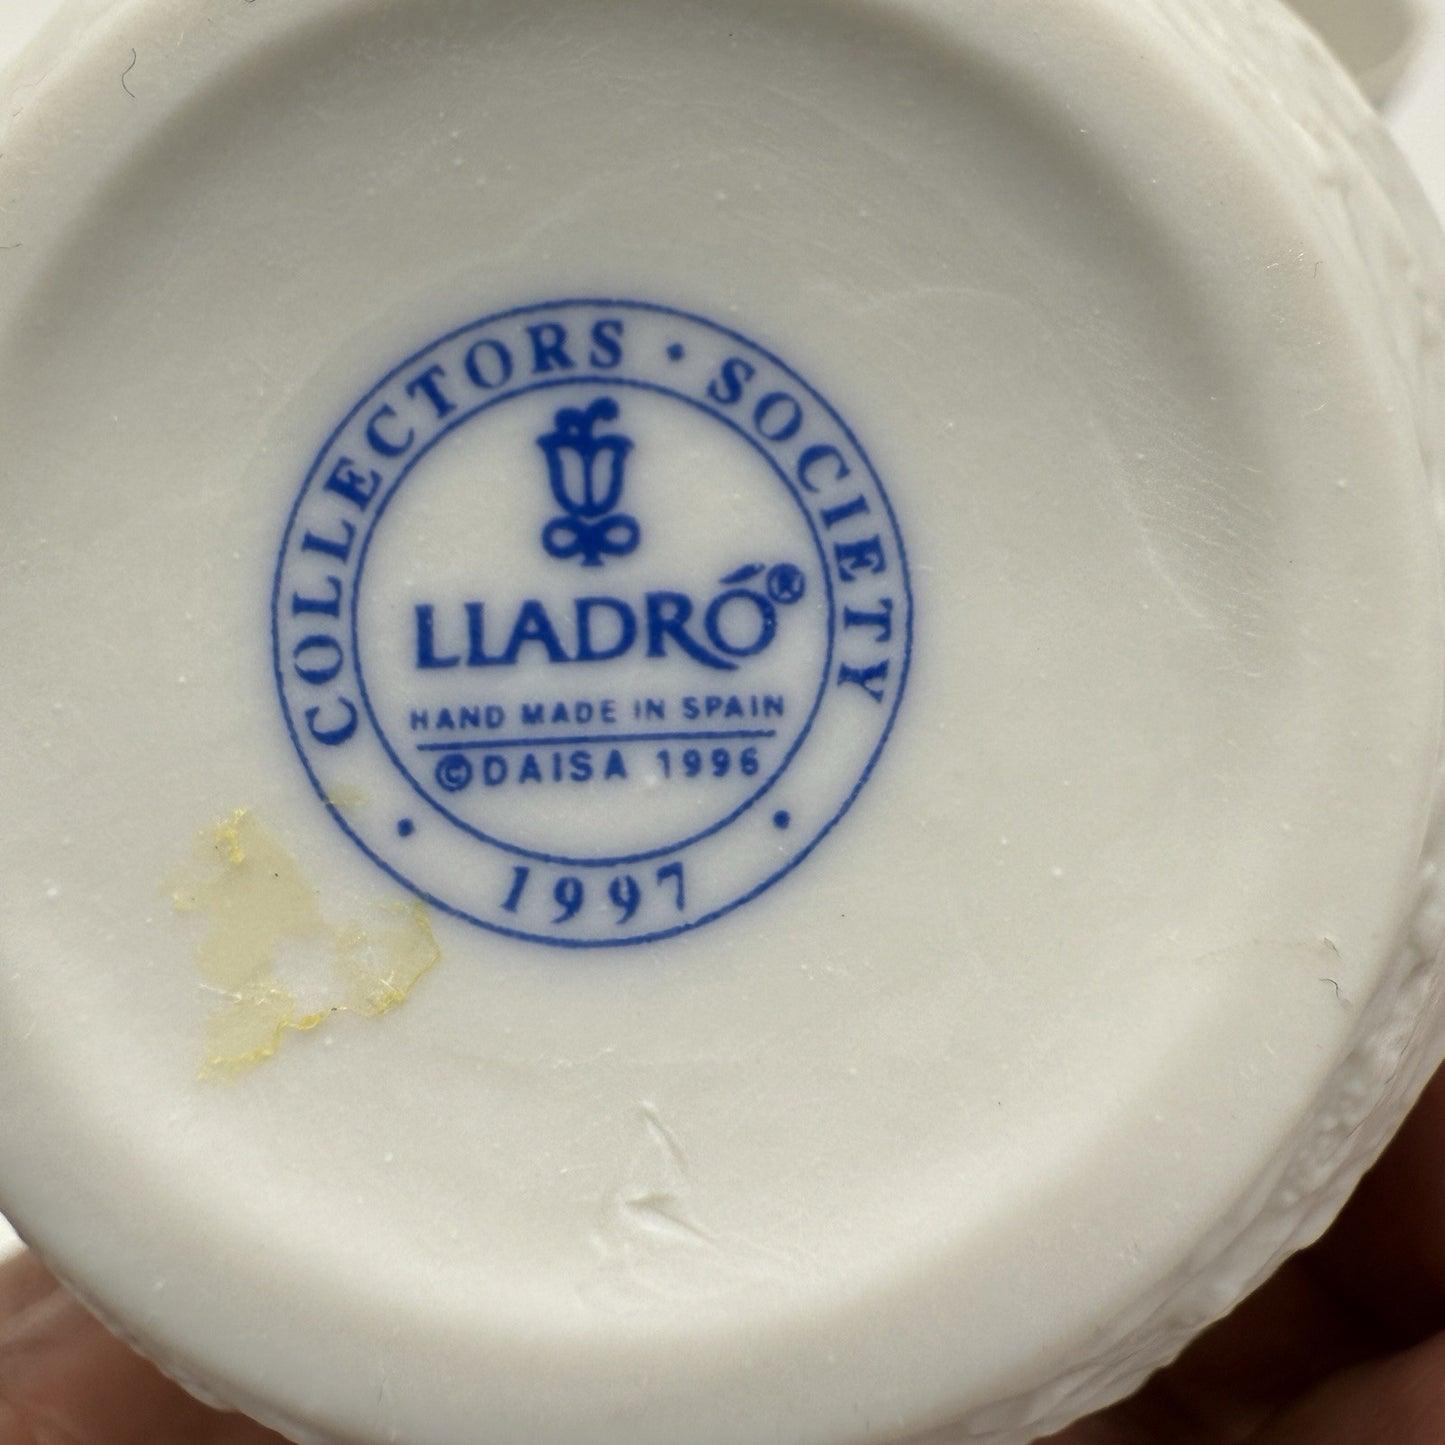 COLLECTORS · SOCIETY
LLADRÓ®
HAND MADE IN SPAIN
©DAISA 1996
· 1997 ·